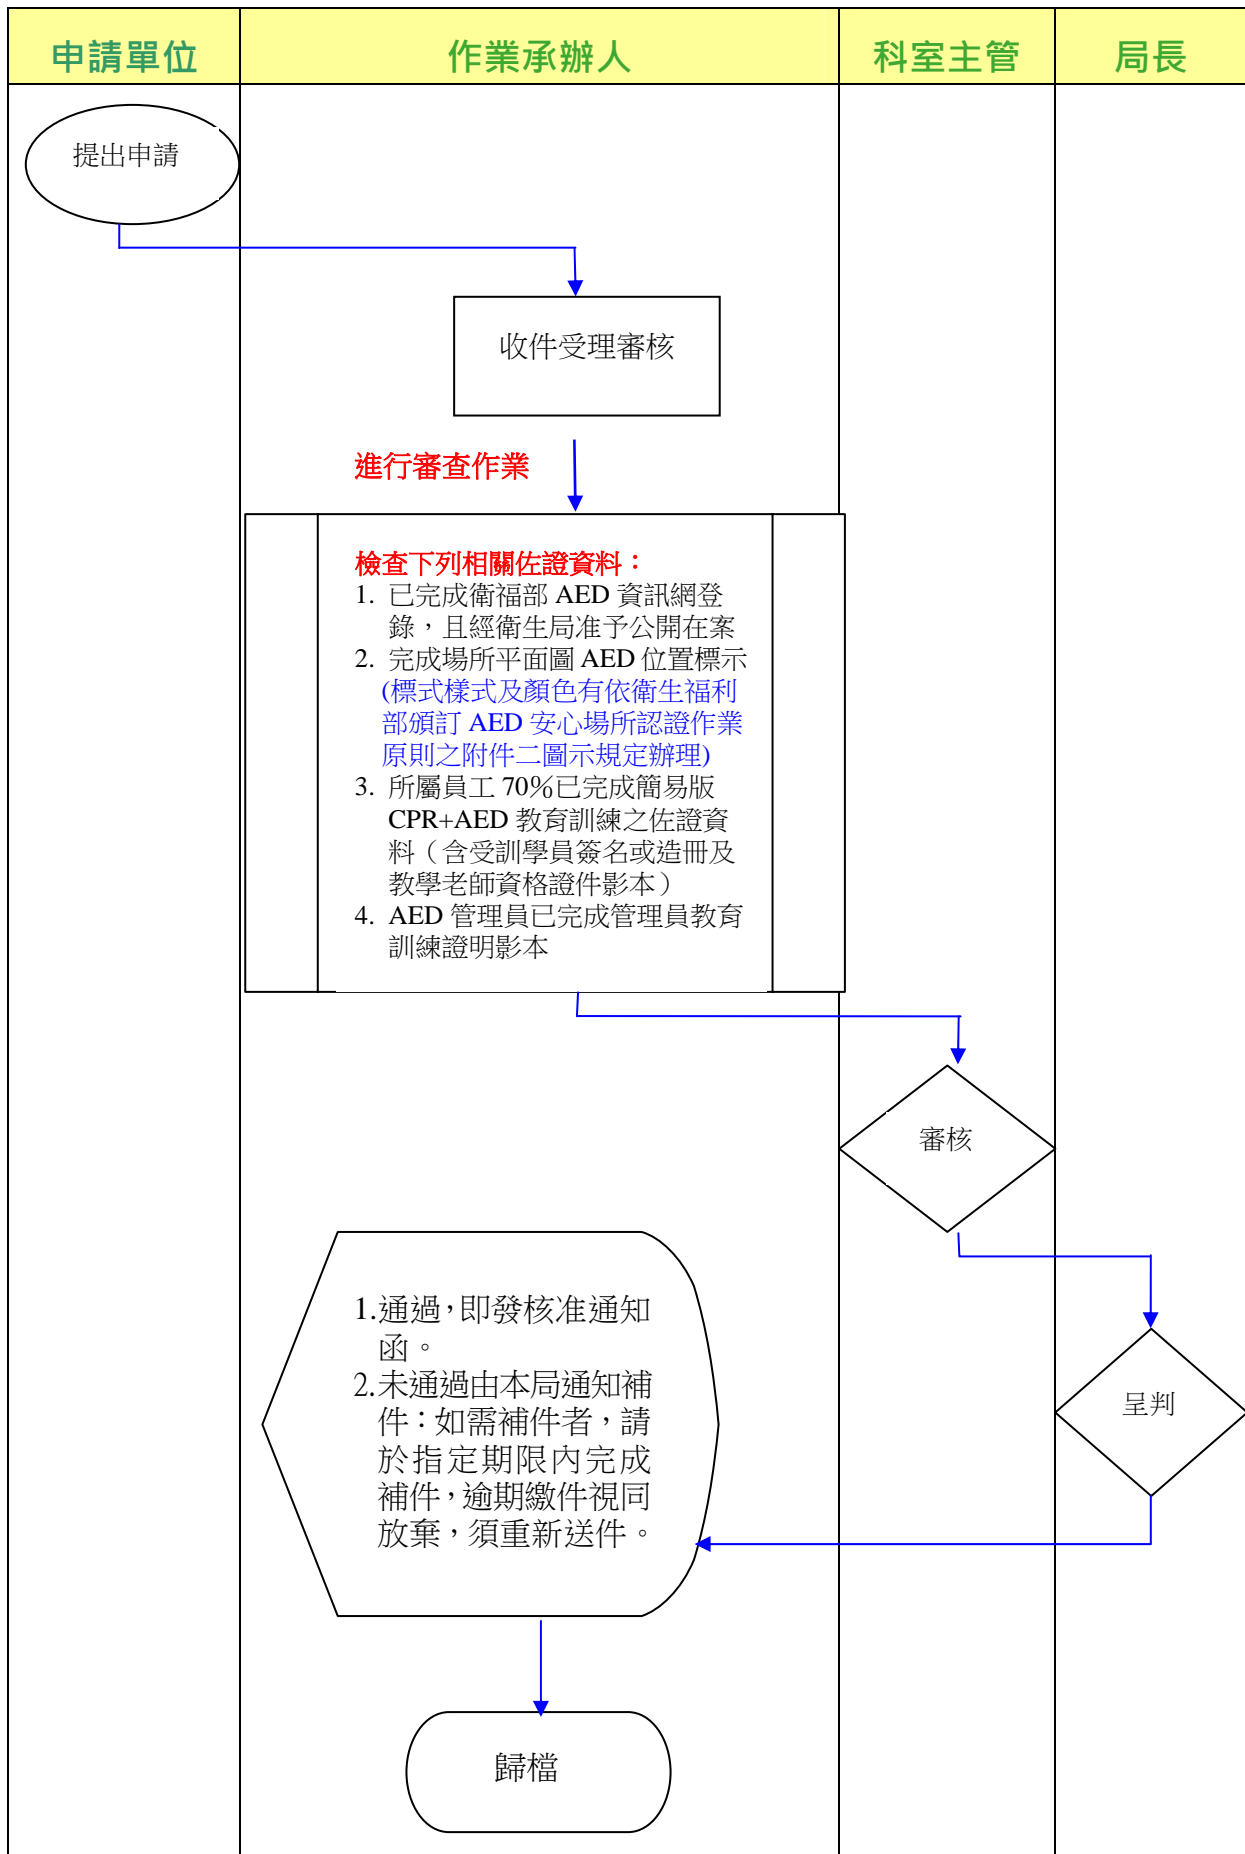 申請單位
作業承辦人
科室主管
局長
提出申請
收件受理審核
進行審查作業
檢查下列相關佐證資料：
1. 已完成衛福部 AED 資訊網登
錄，且經衛生局准予公開在案
2. 完成場所平面圖 AED 位置標示
(標式樣式及顏色有依衛生福利
部頒訂 AED 安心場所認證作業
原則之附件二圖示規定辦理)
3. 所屬員工 70%已完成簡易版
CPR+AED 教育訓練之佐證資
料（含受訓學員簽名或造冊及
教學老師資格證件影本）
4. AED 管理員已完成管理員教育
訓練證明影本
審核
呈判
1.通過，即發核准通知
函。
2.未通過由本局通知補
件：如需補件者，請
於指定期限內完成
補件，逾期繳件視同
放棄，須重新送件。
歸檔